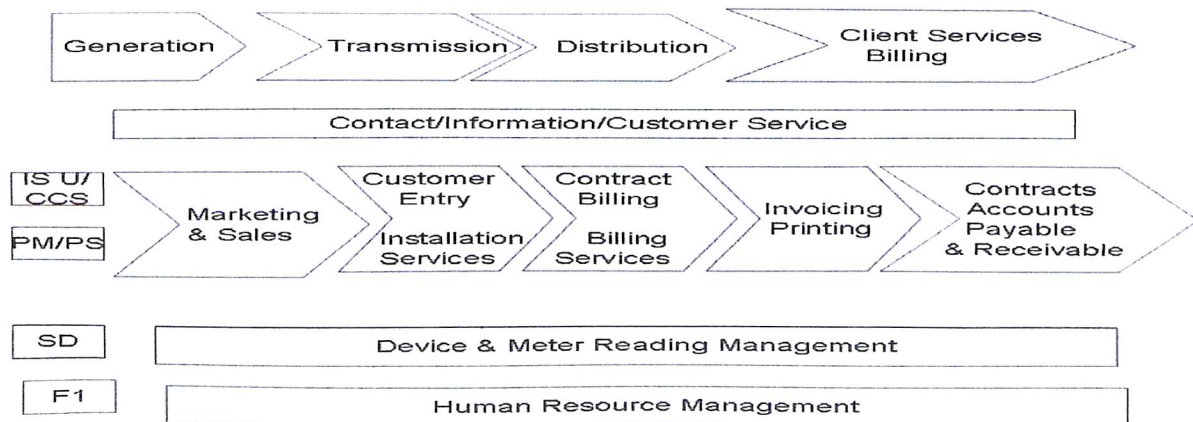 Generation
Transmission
Distribution
Client Services
Billing
Contact/Information/Customer Service
IS U/
CCS
PM/PS
Marketing
& Sales
Customer
Entry
Installation
Services
Contract
Billing
Billing
Services
Invoicing
Printing
Contracts
Accounts
Payable
& Receivable
SD
Device & Meter Reading Management
F1
Human Resource Management